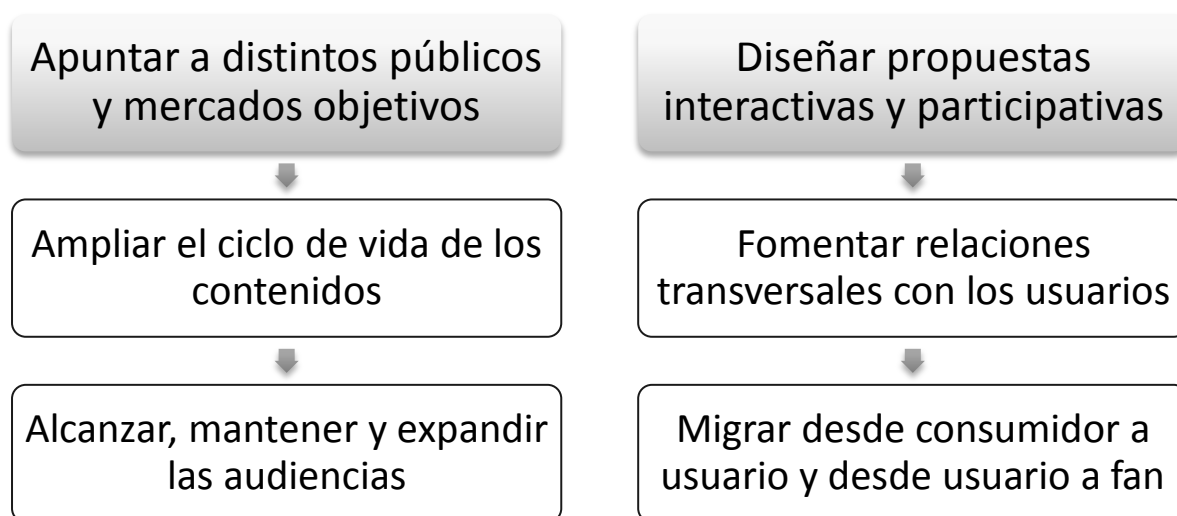 Apuntar a distintos públicos
y mercados objetivos
Ampliar el ciclo de vida de los
contenidos
Alcanzar, mantener y expandir
las audiencias
Diseñar propuestas
interactivas y participativas
Fomentar relaciones
transversales con los usuarios
Migrar desde consumidor a
usuario y desde usuario a fan